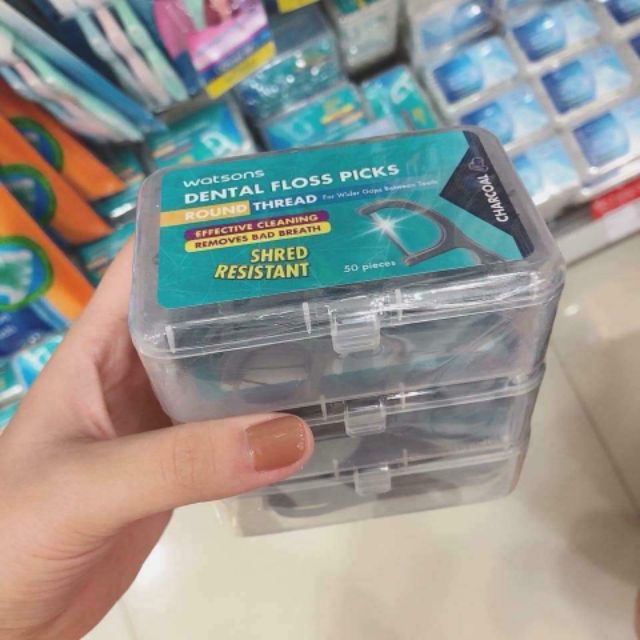 watsons
DENTAL FLOSS PICKS
ROUND THREAD For Wider Gaps Between Teeth
EFFECTIVE CLEANING
REMOVES BAD BREATH
SHRED
RESISTANT
50 pieces
CHARCOAL